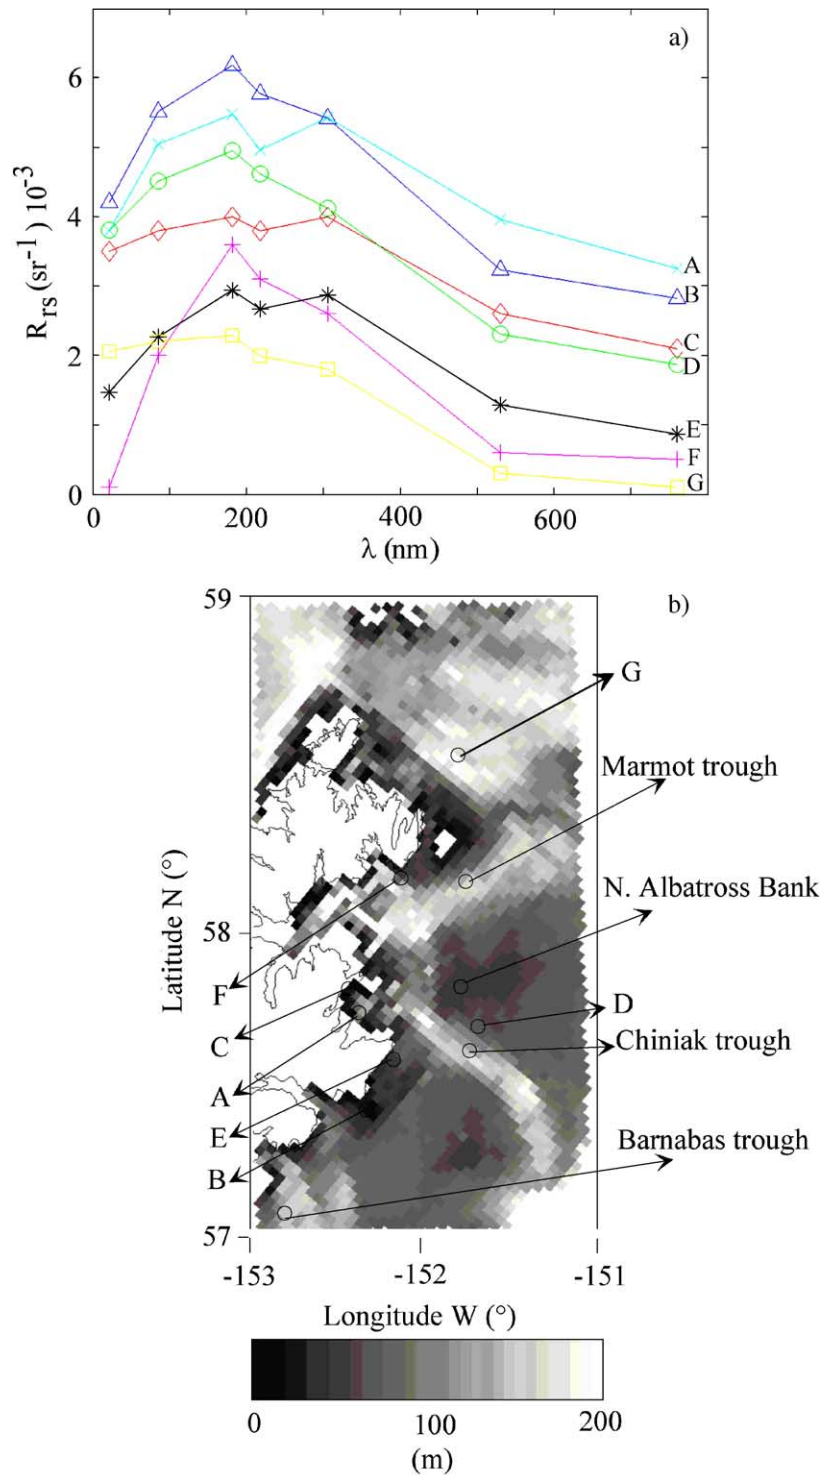 a)
6
4
2
0
R_rs (sr^-1) 10^-3
A
B
C
D
E
F
G
0 200 400 600
λ (nm)
b)
59
58
57
Latitude N (°)
G
Marmot trough
N. Albatross Bank
D
Chiniak trough
Barnabas trough
F
C
A
E
B
-153 -152 -151
Longitude W (°)
0 100 200
(m)